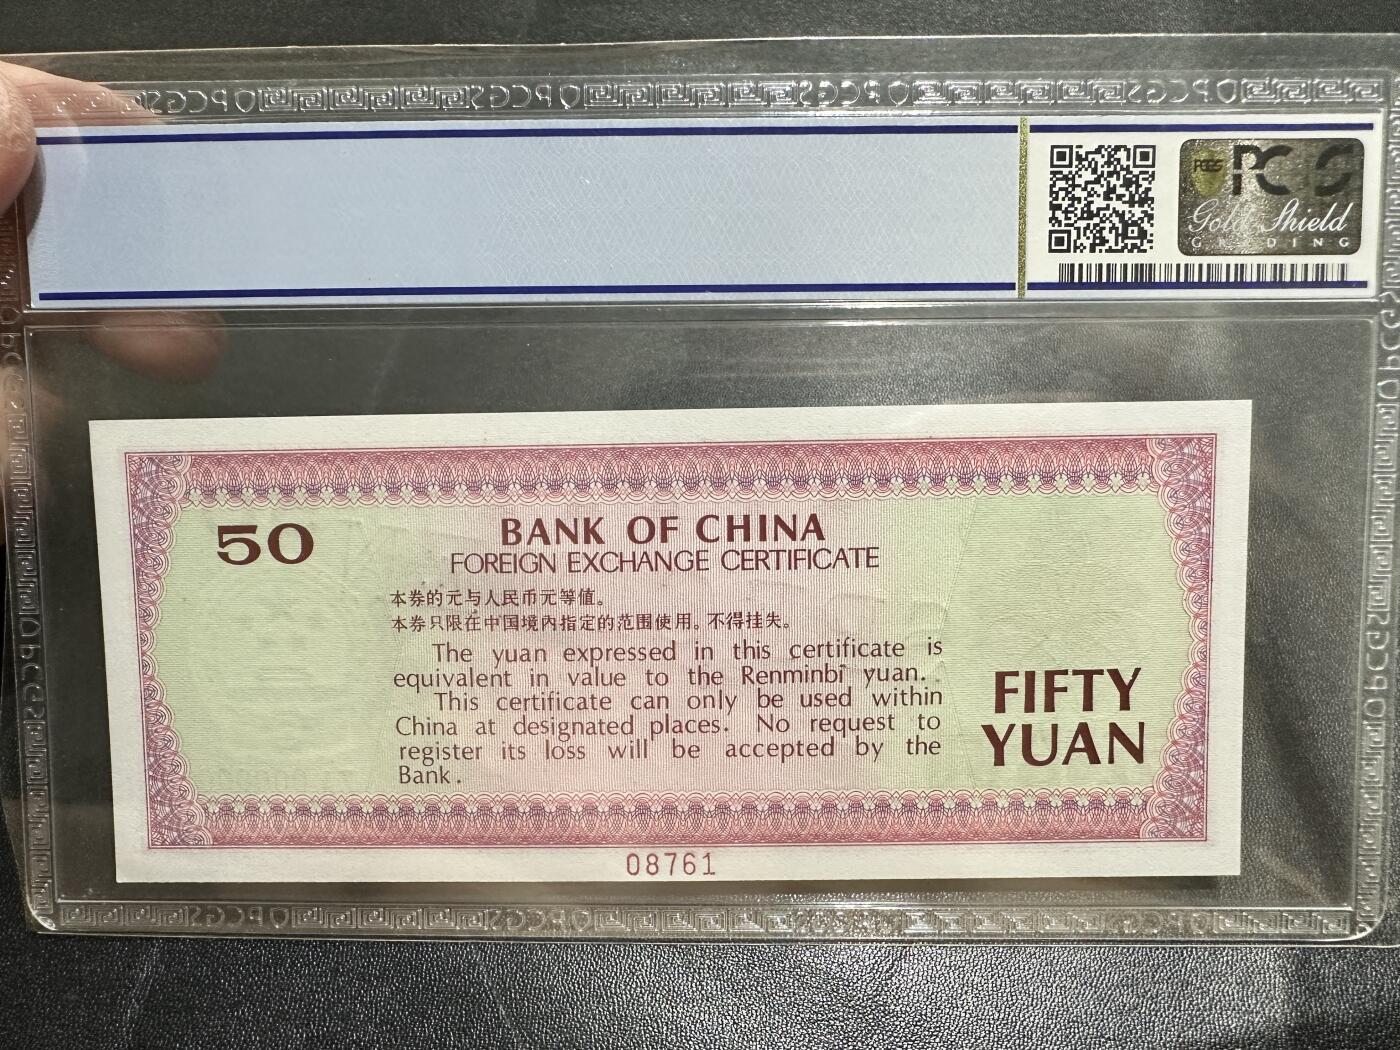 PCGS
PCGS
Gold Shield
GRADING
50
BANK OF CHINA
FOREIGN EXCHANGE CERTIFICATE
本券的元与人民币元等值。
本券只限在中国境内指定的范围使用。不得挂失。
The yuan expressed in this certificate is
equivalent in value to the Renminbi yuan.
This certificate can only be used within
China at designated places. No request to
register its loss will be accepted by the
Bank.
FIFTY
YUAN
08761